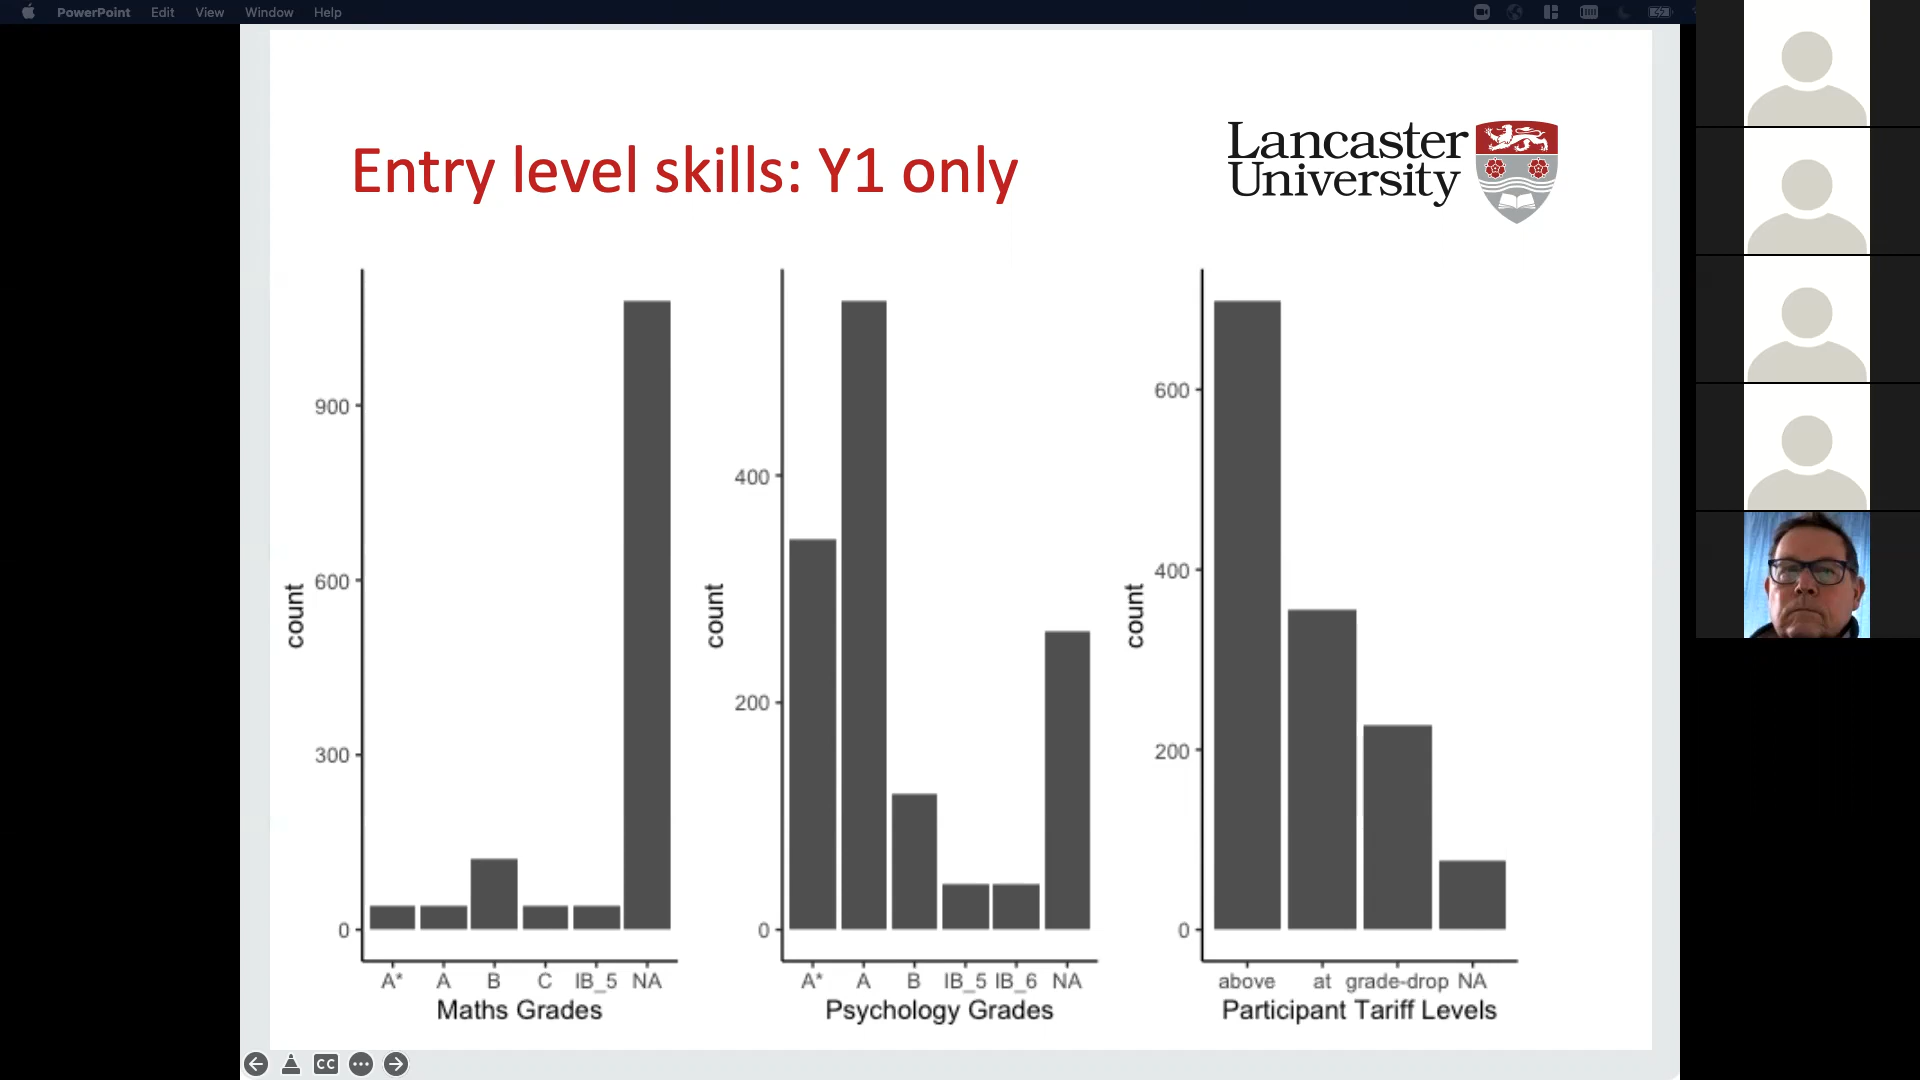 PowerPoint Edit View Window Help
Entry level skills: Y1 only
Lancaster
University
count
900
600
300
0
A* A B C IB_5 NA
Maths Grades
count
400
200
0
A* A B IB_5 IB_6 NA
Psychology Grades
count
600
400
200
0
above at grade-drop NA
Participant Tariff Levels
CC